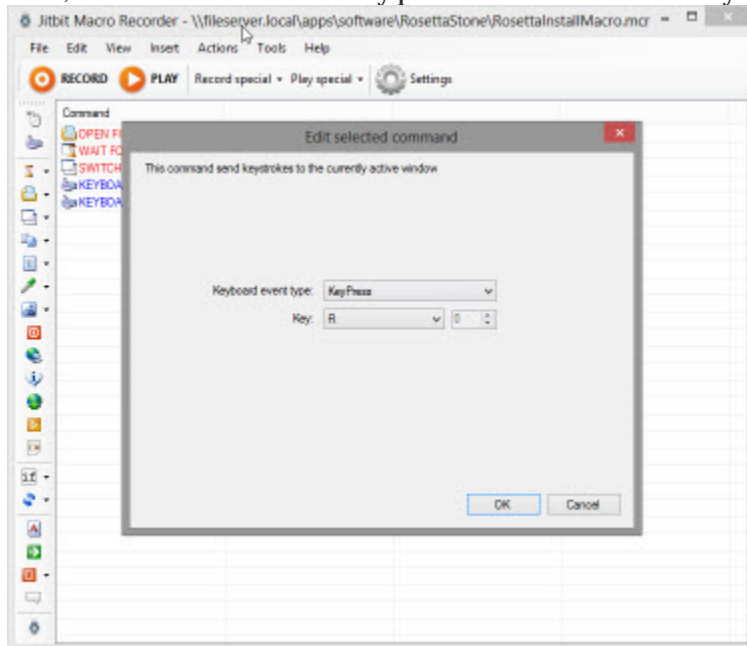 Jitbit Macro Recorder - \\fileserver.local\apps\software\RosettaStone\RosettaInstallMacro.mcr
File Edit View Insert Actions Tools Help
RECORD PLAY Record special Play special Settings
Command
OPEN FI
WAIT FO
SWITCH
KEYBOA
KEYBOA
Edit selected command
This command send keystrokes to the currently active window
Keyboard event type: KeyPress
Key: R 0
OK Cancel
if